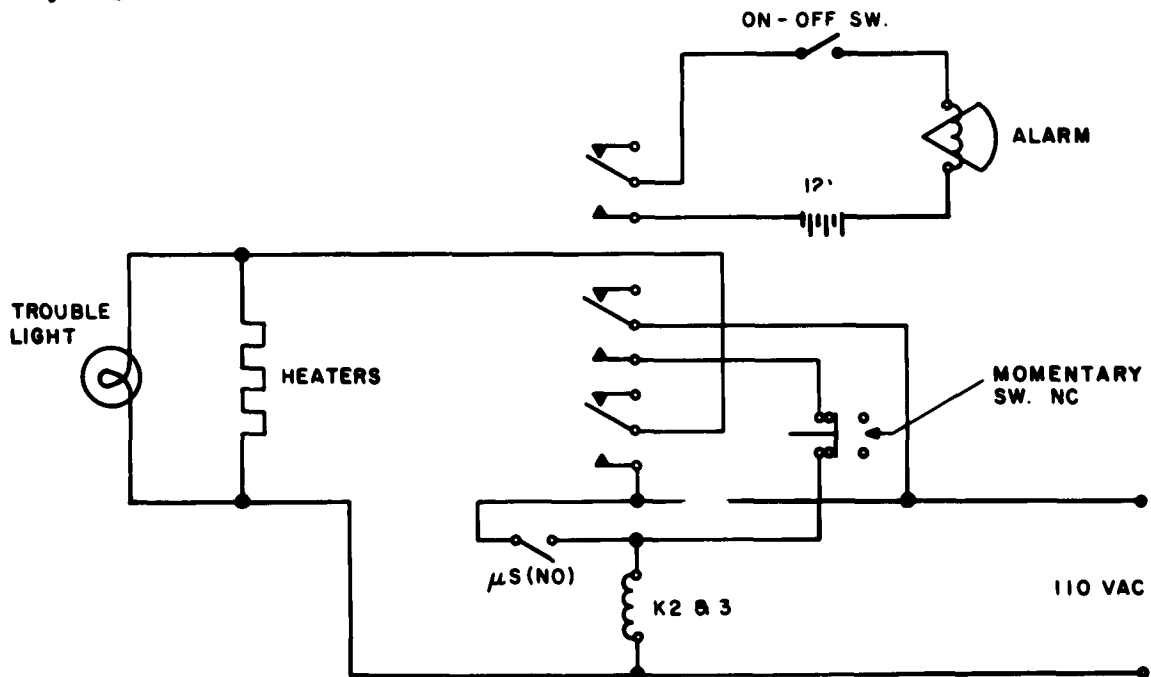 ON-OFF SW.
ALARM
TROUBLE
LIGHT
HEATERS
MOMENTARY
SW. NC
μS(NO)
K2 & 3
110 VAC